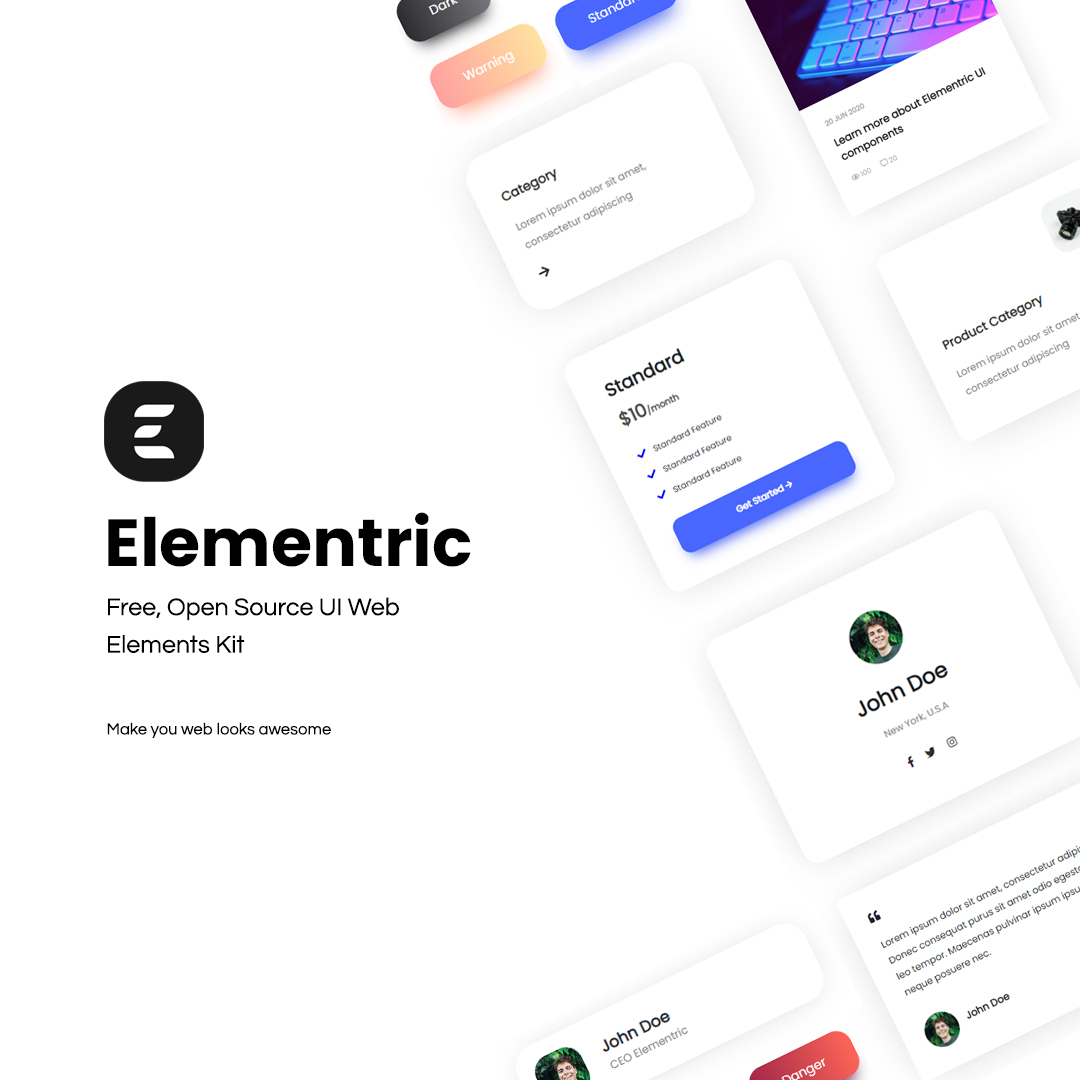 Dark
Standard
Warning
20 JUN 2020
Learn more about Elementric UI
components
100 20
Category
Lorem ipsum dolor sit amet,
consectetur adipiscing
Product Category
Lorem ipsum dolor sit amet
consectetur adipiscing
Standard
$10/month
Standard Feature
Standard Feature
Standard Feature
Get Started →
Elementric
Free, Open Source UI Web
Elements Kit
Make you web looks awesome
John Doe
New York, U.S.A
“
Lorem ipsum dolor sit amet, consectetur
Donec consequat purus sit amet odio
leo tempor. Maecenas pulvinar ipsum
neque posuere nec.
John Doe
John Doe
CEO Elementric
Danger